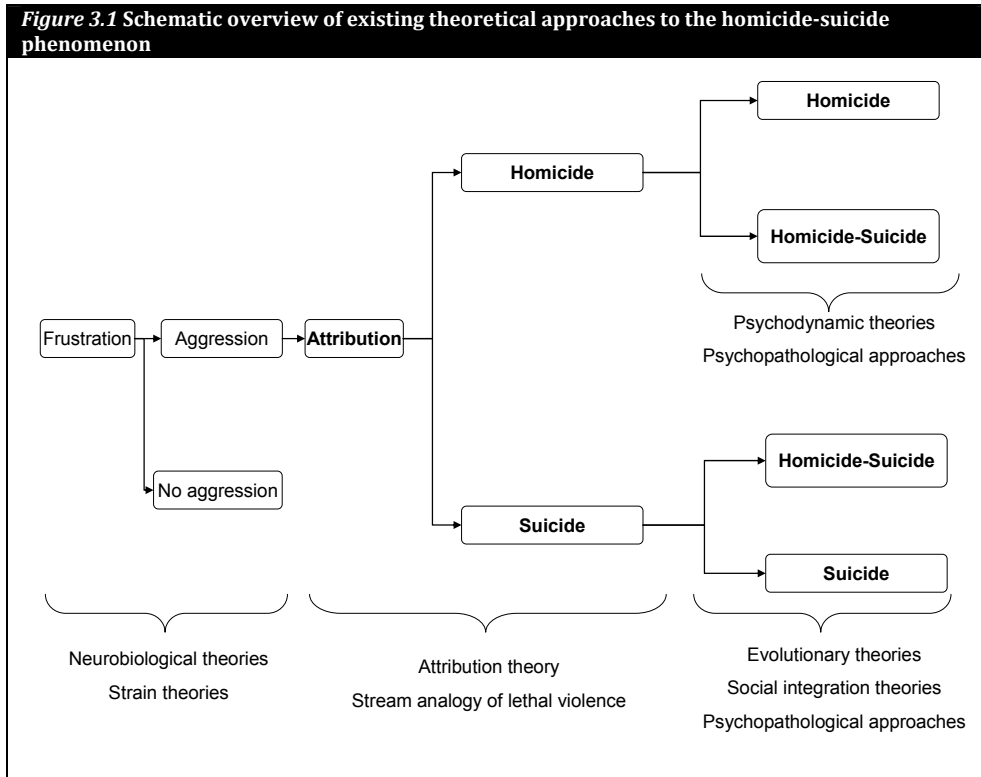 Figure 3.1 Schematic overview of existing theoretical approaches to the homicide-suicide
phenomenon
Homicide
Homicide
Homicide-Suicide
Psychodynamic theories
Psychopathological approaches
Frustration
Aggression
Attribution
No aggression
Homicide-Suicide
Suicide
Suicide
Neurobiological theories
Strain theories
Attribution theory
Stream analogy of lethal violence
Evolutionary theories
Social integration theories
Psychopathological approaches